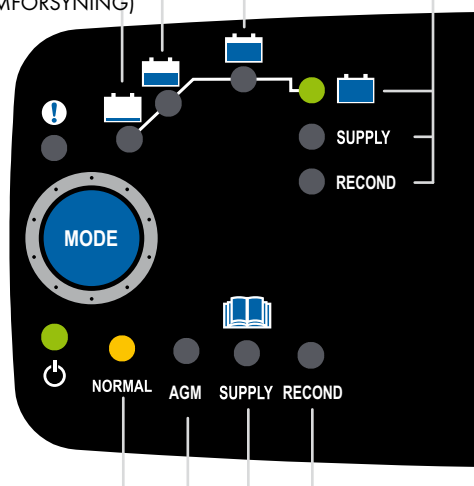 MFORSYNING)
!
SUPPLY
RECOND
MODE
NORMAL AGM SUPPLY RECOND